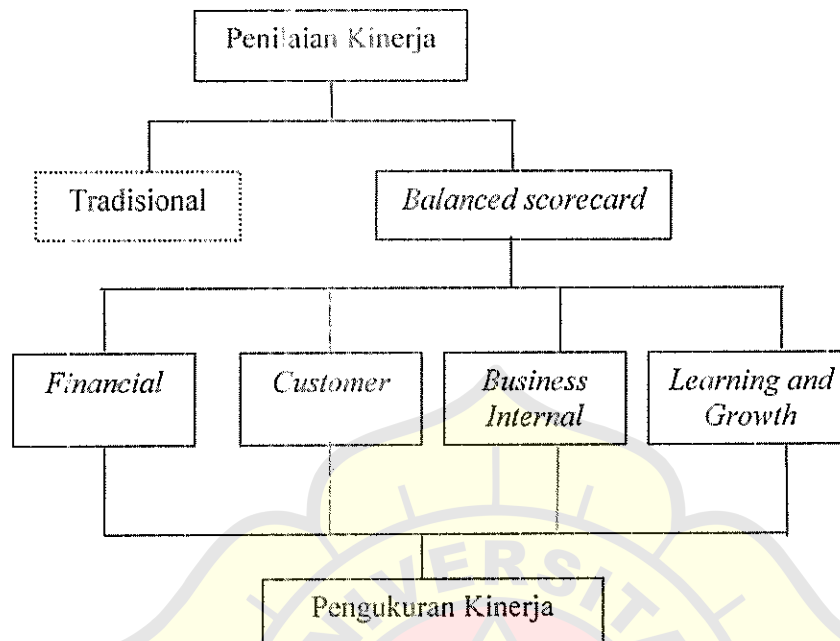 Penilaian Kinerja
Tradisional
Balanced scorecard
Financial
Customer
Business
Internal
Learning and
Growth
Pengukuran Kinerja